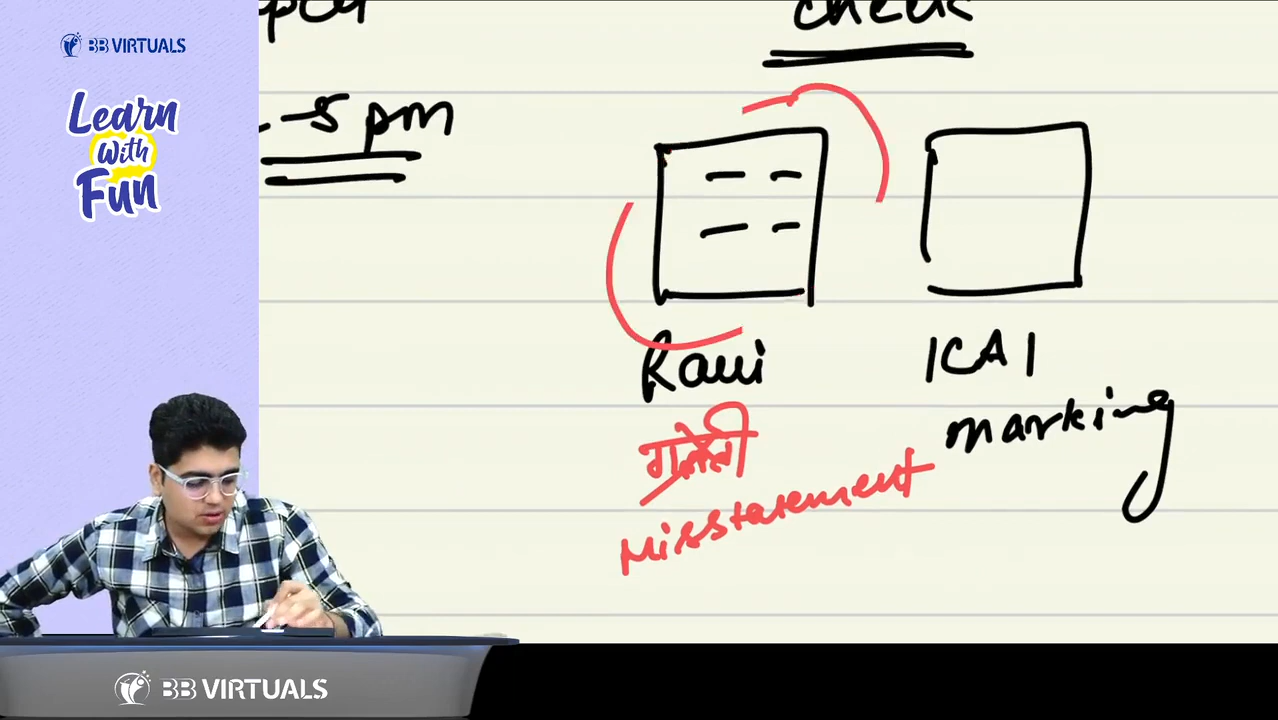 BB VIRTUALS
Learn
With
Fun
check
- 5 pm
Ravi
ICAI
marking
गलती
Misstatement
BB VIRTUALS